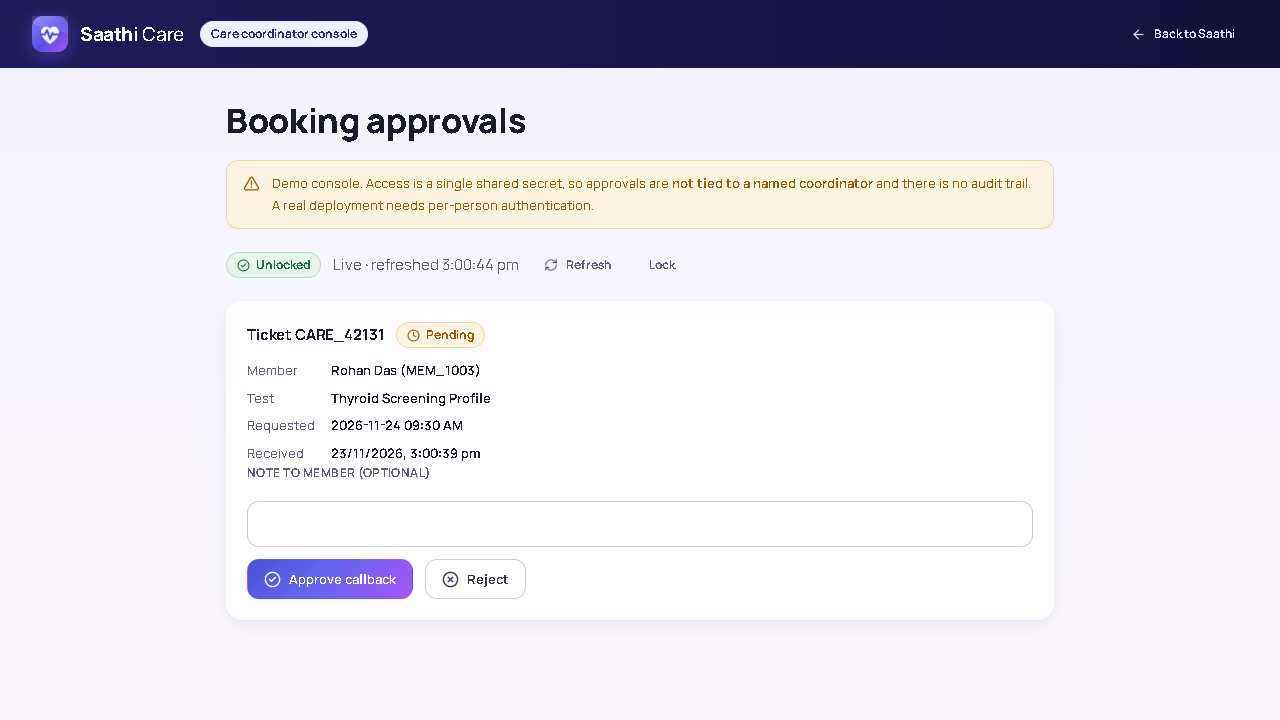 Saathi Care
Care coordinator console
Back to Saathi
Booking approvals
Demo console. Access is a single shared secret, so approvals are not tied to a named coordinator and there is no audit trail.
A real deployment needs per-person authentication.
Unlocked
Live · refreshed 3:00:44 pm
Refresh
Lock
Ticket CARE_42131
Pending
Member Rohan Das (MEM_1003)
Test Thyroid Screening Profile
Requested 2026-11-24 09:30 AM
Received 23/11/2026, 3:00:39 pm
NOTE TO MEMBER (OPTIONAL)
Approve callback
Reject